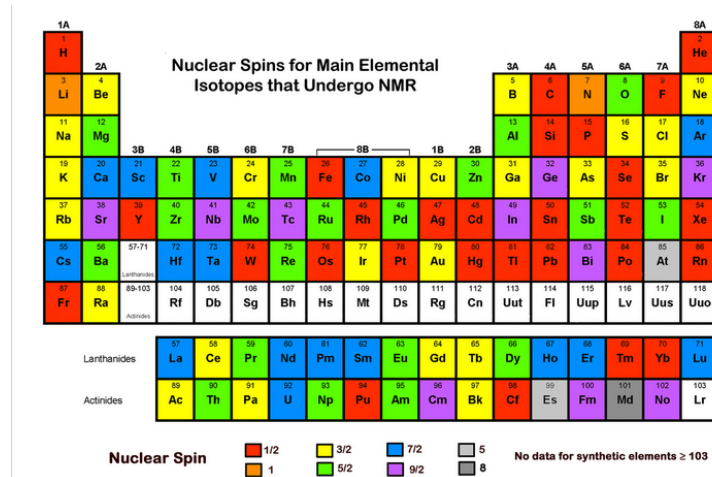 1A 8A
1 2
H He
2A 3A 4A 5A 6A 7A
Nuclear Spins for Main Elemental
Isotopes that Undergo NMR
3 4 5 6 7 8 9 10
Li Be B C N O F Ne
11 12 13 14 15 16 17 18
Na Mg Al Si P S Cl Ar
3B 4B 5B 6B 7B 8B 1B 2B
19 20 21 22 23 24 25 26 27 28 29 30 31 32 33 34 35 36
K Ca Sc Ti V Cr Mn Fe Co Ni Cu Zn Ga Ge As Se Br Kr
37 38 39 40 41 42 43 44 45 46 47 48 49 50 51 52 53 54
Rb Sr Y Zr Nb Mo Tc Ru Rh Pd Ag Cd In Sn Sb Te I Xe
55 56 57-71 72 73 74 75 76 77 78 79 80 81 82 83 84 85 86
Cs Ba Lanthanides Hf Ta W Re Os Ir Pt Au Hg Tl Pb Bi Po At Rn
87 88 89-103 104 105 106 107 108 109 110 111 112 113 114 115 116 117 118
Fr Ra Actinides Rf Db Sg Bh Hs Mt Ds Rg Cn Uut Fl Uup Lv Uus Uuo
57 58 59 60 61 62 63 64 65 66 67 68 69 70 71
Lanthanides La Ce Pr Nd Pm Sm Eu Gd Tb Dy Ho Er Tm Yb Lu
89 90 91 92 93 94 95 96 97 98 99 100 101 102 103
Actinides Ac Th Pa U Np Pu Am Cm Bk Cf Es Fm Md No Lr
Nuclear Spin 1/2 3/2 7/2 5 No data for synthetic elements ≥ 103
1 5/2 9/2 8